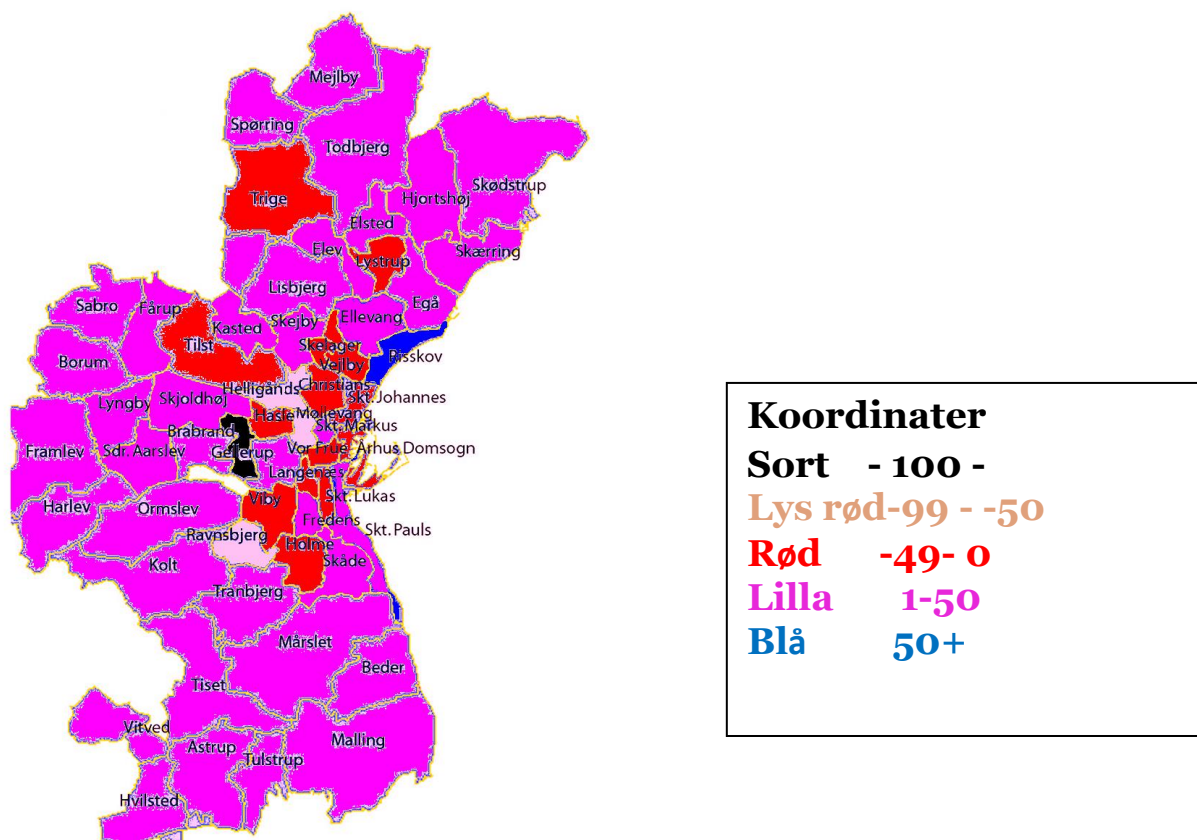 Mejlby
Spørring
Todbjerg
Skødstrup
Trige
Hjortshøj
Elsted
Elev
Skærring
Lystrup
Lisbjerg
Sabro
Fårup
Egå
Kasted
Skejby
Ellevang
Tilst
Skelager
Borum
Vejlby
Risskov
Helligånds
Christians
Lyngby
Skjoldhøj
Skt. Johannes
Hasle
Møllevang
Skt. Markus
Brabrand
Framlev
Sdr. Aarslev
Gellerup
Vor Frue
Århus Domsogn
Langenæs
Harlev
Ormslev
Viby
Skt. Lukas
Fredens
Skt. Pauls
Ravnsbjerg
Holme
Kolt
Skåde
Tranbjerg
Mårslet
Beder
Tiset
Vitved
Astrup
Malling
Tulstrup
Hvilsted
Koordinater
Sort - 100 -
Lys rød-99 - -50
Rød -49- 0
Lilla 1-50
Blå 50+